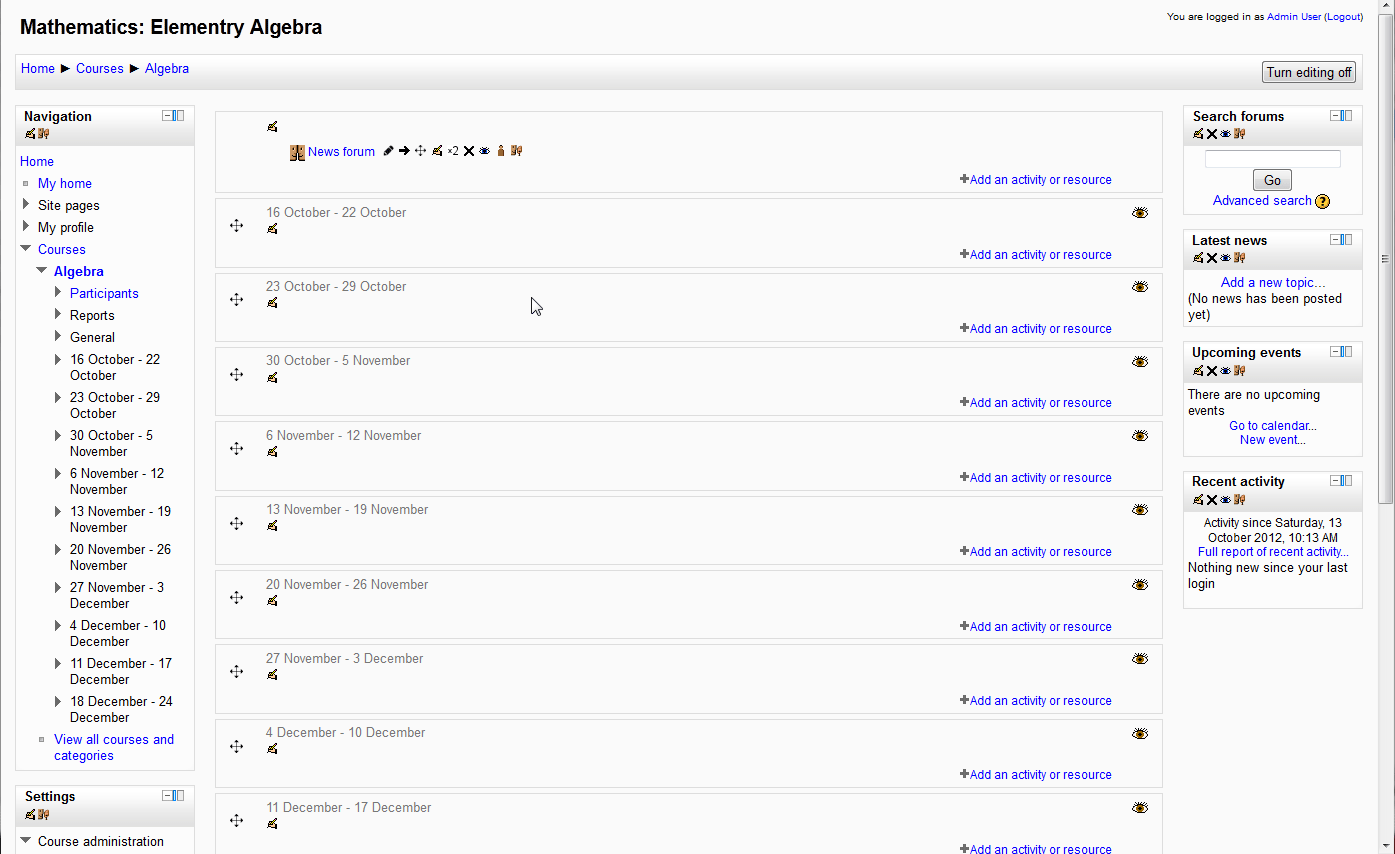 Mathematics: Elementry Algebra
You are logged in as Admin User (Logout)
Home ► Courses ► Algebra
Turn editing off
Navigation
Home
My home
Site pages
My profile
Courses
Algebra
Participants
Reports
General
16 October - 22
October
23 October - 29
October
30 October - 5
November
6 November - 12
November
13 November - 19
November
20 November - 26
November
27 November - 3
December
4 December - 10
December
11 December - 17
December
18 December - 24
December
View all courses and
categories
Settings
Course administration
News forum ×2
Add an activity or resource
16 October - 22 October
Add an activity or resource
23 October - 29 October
Add an activity or resource
30 October - 5 November
Add an activity or resource
6 November - 12 November
Add an activity or resource
13 November - 19 November
Add an activity or resource
20 November - 26 November
Add an activity or resource
27 November - 3 December
Add an activity or resource
4 December - 10 December
Add an activity or resource
11 December - 17 December
Add an activity or resource
Search forums
Go
Advanced search ?
Latest news
Add a new topic...
(No news has been posted
yet)
Upcoming events
There are no upcoming
events
Go to calendar...
New event...
Recent activity
Activity since Saturday, 13
October 2012, 10:13 AM
Full report of recent activity...
Nothing new since your last
login